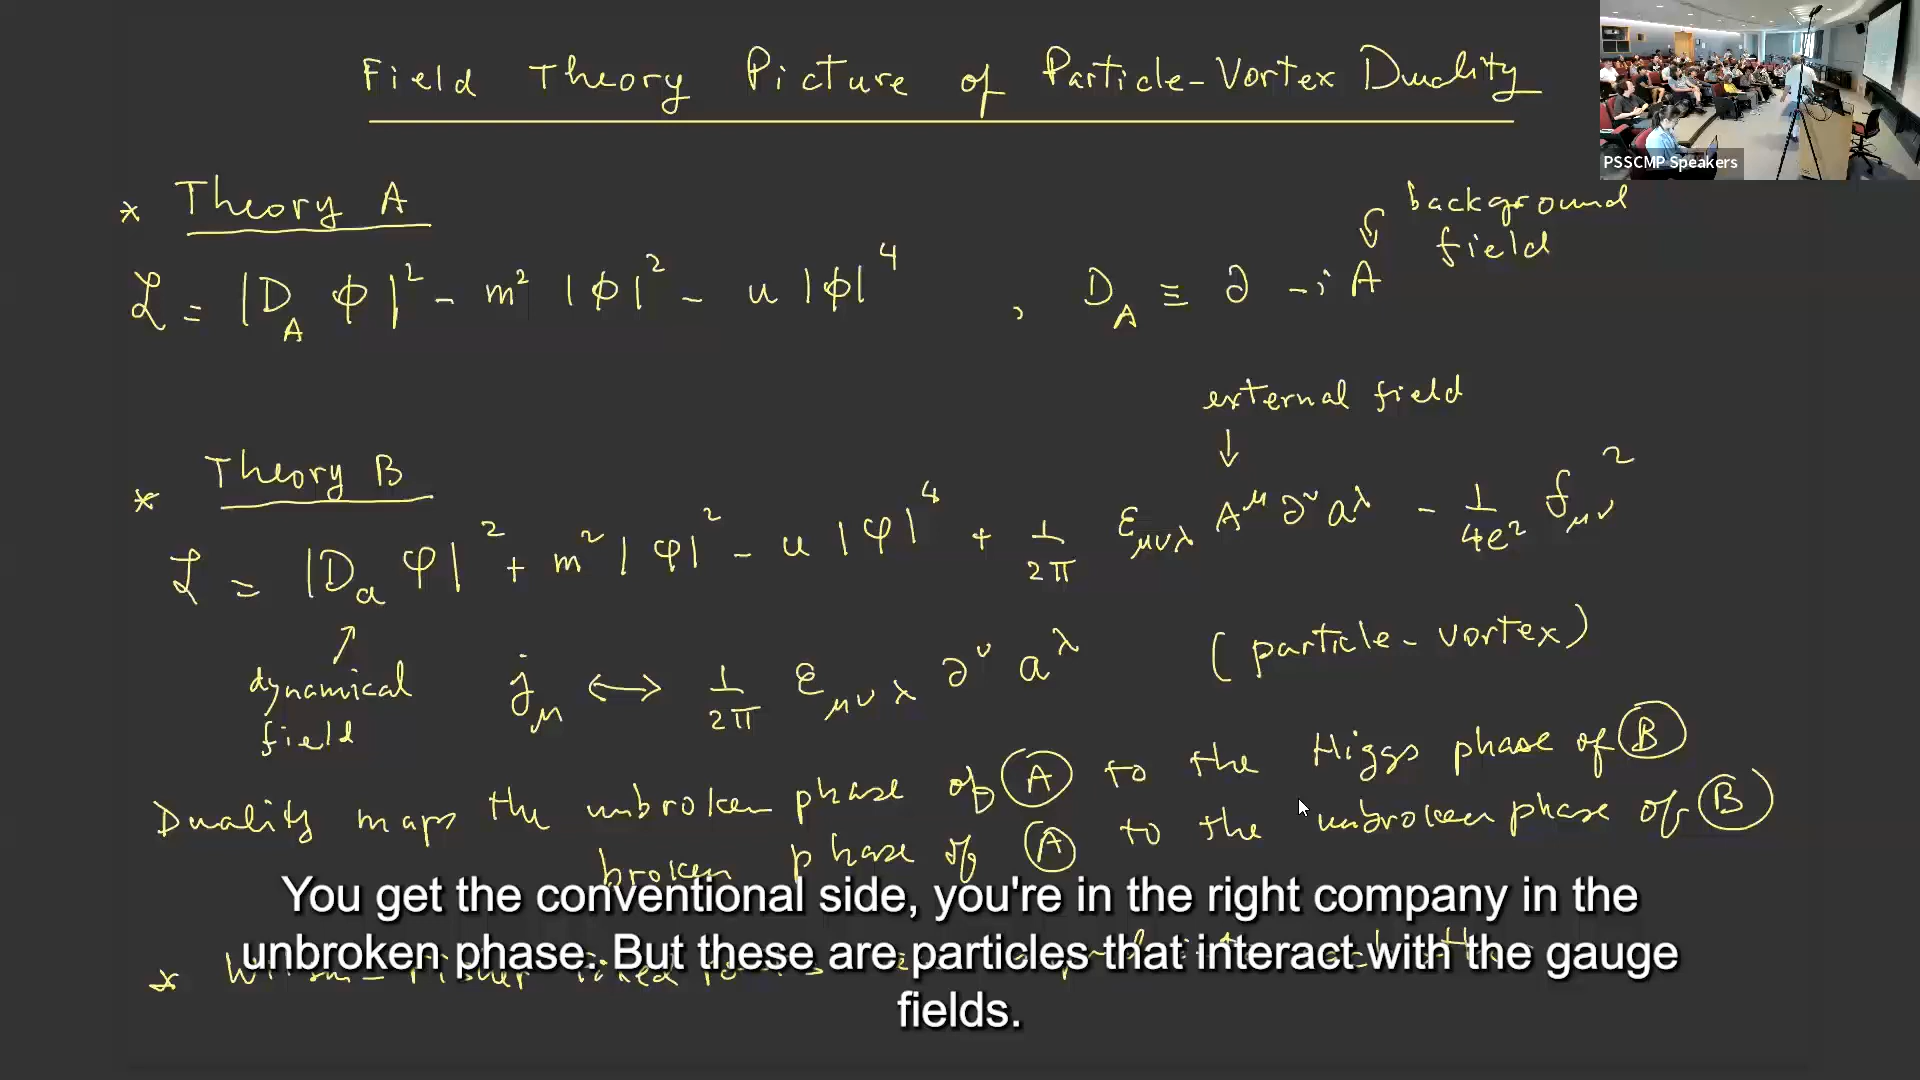 Field Theory Picture of Particle-Vortex Duality
PSSCMP Speakers
* Theory A
background
field
ℒ = |D_A ϕ|² - m² |ϕ|² - u |ϕ|⁴ , D_A ≡ ∂ - i A
external field
* Theory B
ℒ = |D_a φ|² + m² |φ|² - u |φ|⁴ + 1/2π ε_μνλ A^μ ∂^ν a^λ - 1/4e² f_μν²
dynamical
field
j_μ ↔ 1/2π ε_μνλ ∂^ν a^λ (particle-vortex)
Duality maps the unbroken phase of (A) to the Higgs phase of (B)
broken phase of (A) to the unbroken phase of (B)
You get the conventional side, you're in the right company in the
unbroken phase. But these are particles that interact with the gauge
fields.
* Wilson-Fisher fixed